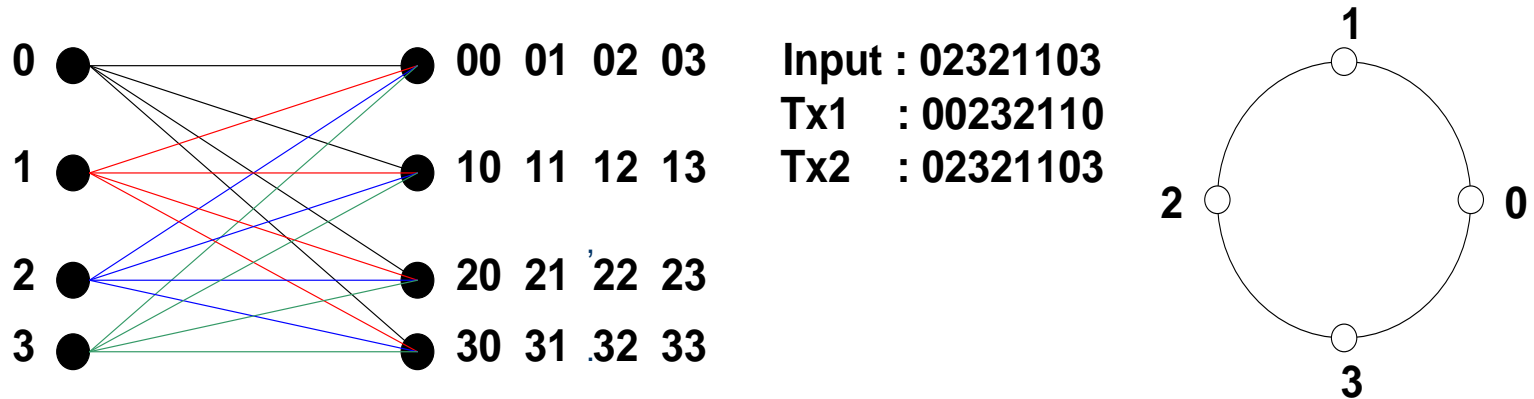 0 00 01 02 03
1 10 11 12 13
2 20 21 ,22 23
3 30 31 .32 33
Input : 02321103
Tx1 : 00232110
Tx2 : 02321103
1
2 0
3